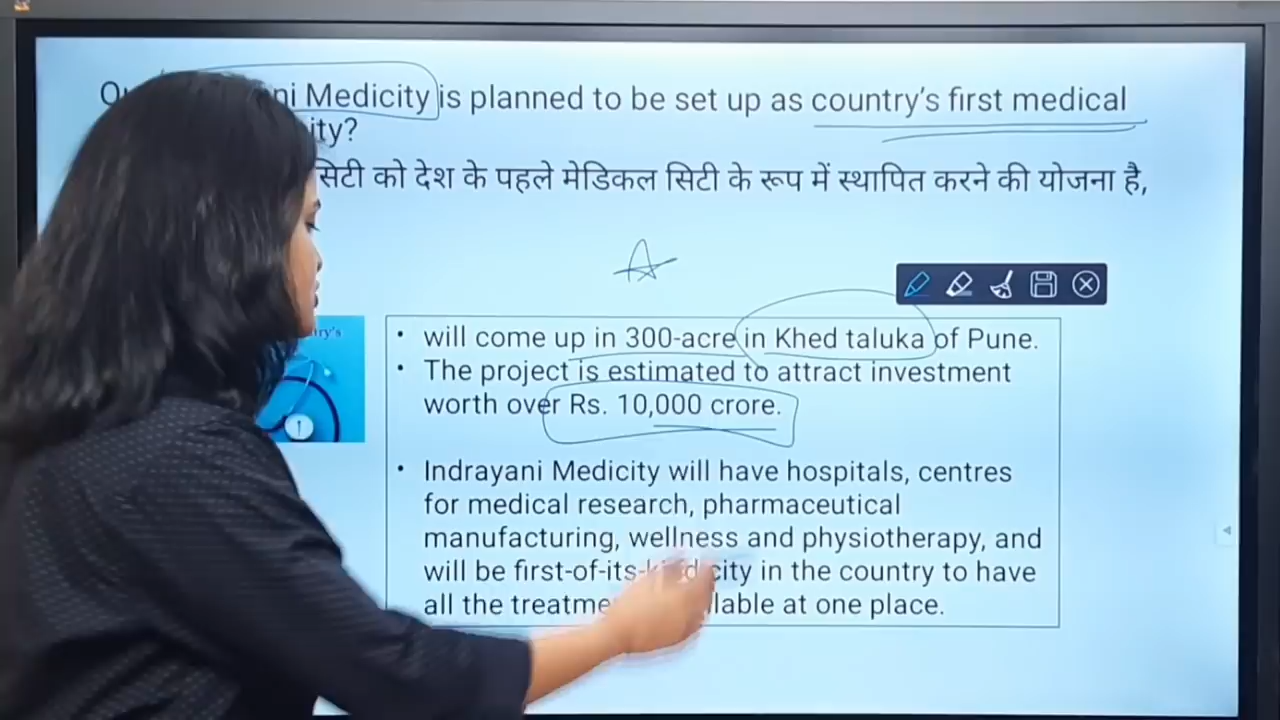 ni Medicity is planned to be set up as country's first medical
ity?
सिटी को देश के पहले मेडिकल सिटी के रूप में स्थापित करने की योजना है,
A
try's
• will come up in 300-acre in Khed taluka of Pune.
• The project is estimated to attract investment
worth over Rs. 10,000 crore.
• Indrayani Medicity will have hospitals, centres
for medical research, pharmaceutical
manufacturing, wellness and physiotherapy, and
will be first-of-its-kind city in the country to have
all the treatme lable at one place.